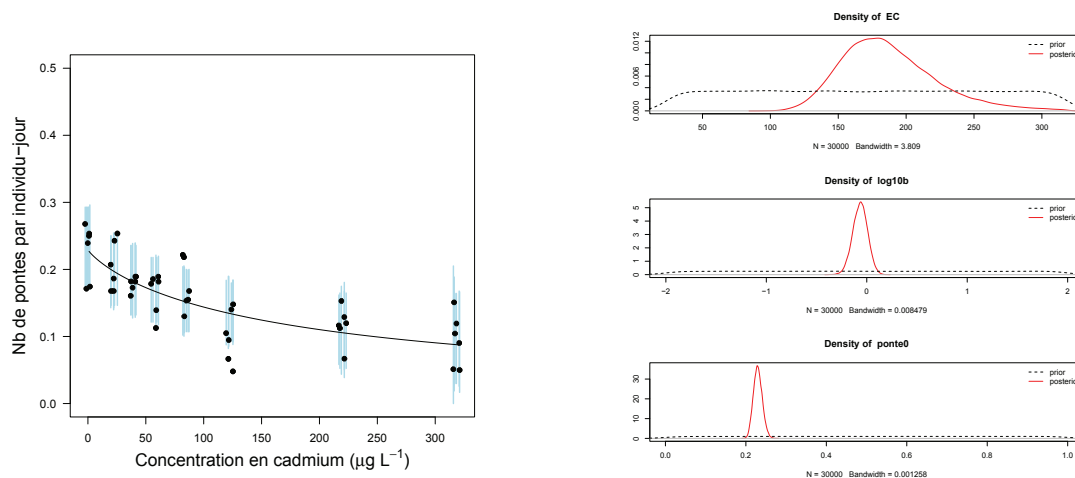 Nb de pontes par individu−jour
0.5
0.4
0.3
0.2
0.1
0.0
0 50 100 150 200 250 300
Concentration en cadmium (μg L−1)
Density of EC
0.012
0.006
0.000
prior
posterio
50 100 150 200 250 300
N = 30000 Bandwidth = 3.809
Density of log10b
5
4
3
2
1
0
prior
posterio
−2 −1 0 1 2
N = 30000 Bandwidth = 0.008479
Density of ponte0
30
20
10
0
prior
posterio
0.0 0.2 0.4 0.6 0.8 1.0
N = 30000 Bandwidth = 0.001258